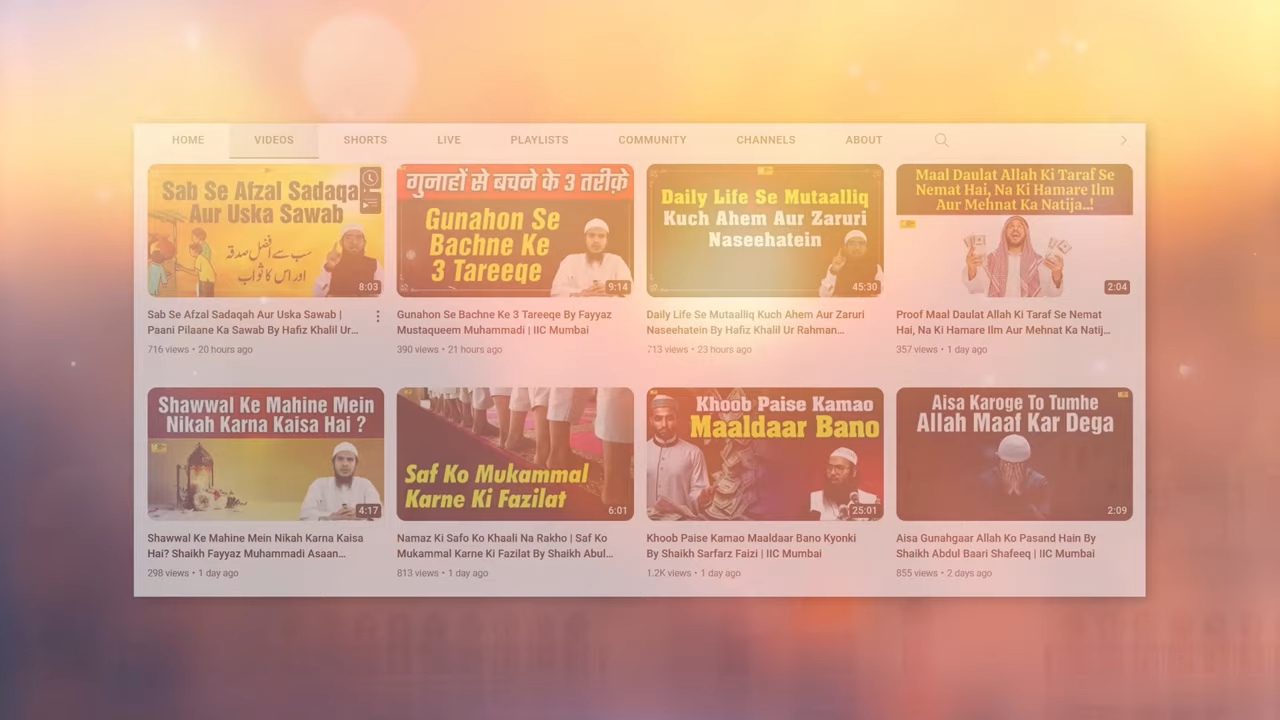 HOME VIDEOS SHORTS LIVE PLAYLISTS COMMUNITY CHANNELS ABOUT
Sab Se Afzal Sadaqa
Aur Uska Sawab
سب سے افضل صدقہ
اور اس کا ثواب
8:03
गुनाहों से बचने के 3 तरीक़े
Gunahon Se
Bachne Ke
3 Tareeqe
9:14
Daily Life Se Mutaalliq
Kuch Ahem Aur Zaruri
Naseehatein
45:30
Maal Daulat Allah Ki Taraf Se
Nemat Hai, Na Ki Hamare Ilm
Aur Mehnat Ka Natija..!
2:04
Sab Se Afzal Sadaqah Aur Uska Sawab |
Paani Pilaane Ka Sawab By Hafiz Khalil Ur...
716 views • 20 hours ago
Gunahon Se Bachne Ke 3 Tareeqe By Fayyaz
Mustaqueem Muhammadi | IIC Mumbai
390 views • 21 hours ago
Daily Life Se Mutaalliq Kuch Ahem Aur Zaruri
Naseehatein By Hafiz Khalil Ur Rahman...
713 views • 23 hours ago
Proof Maal Daulat Allah Ki Taraf Se Nemat
Hai, Na Ki Hamare Ilm Aur Mehnat Ka Natij...
357 views • 1 day ago
Shawwal Ke Mahine Mein
Nikah Karna Kaisa Hai ?
4:17
Saf Ko Mukammal
Karne Ki Fazilat
6:01
Khoob Paise Kamao
Maaldaar Bano
25:01
Aisa Karoge To Tumhe
Allah Maaf Kar Dega
2:09
Shawwal Ke Mahine Mein Nikah Karna Kaisa
Hai? Shaikh Fayyaz Muhammadi Asaan...
298 views • 1 day ago
Namaz Ki Safo Ko Khaali Na Rakho | Saf Ko
Mukammal Karne Ki Fazilat By Shaikh Abul...
813 views • 1 day ago
Khoob Paise Kamao Maaldaar Bano Kyonki
By Shaikh Sarfarz Faizi | IIC Mumbai
1.2K views • 1 day ago
Aisa Gunahgaar Allah Ko Pasand Hain By
Shaikh Abdul Baari Shafeeq | IIC Mumbai
855 views • 2 days ago